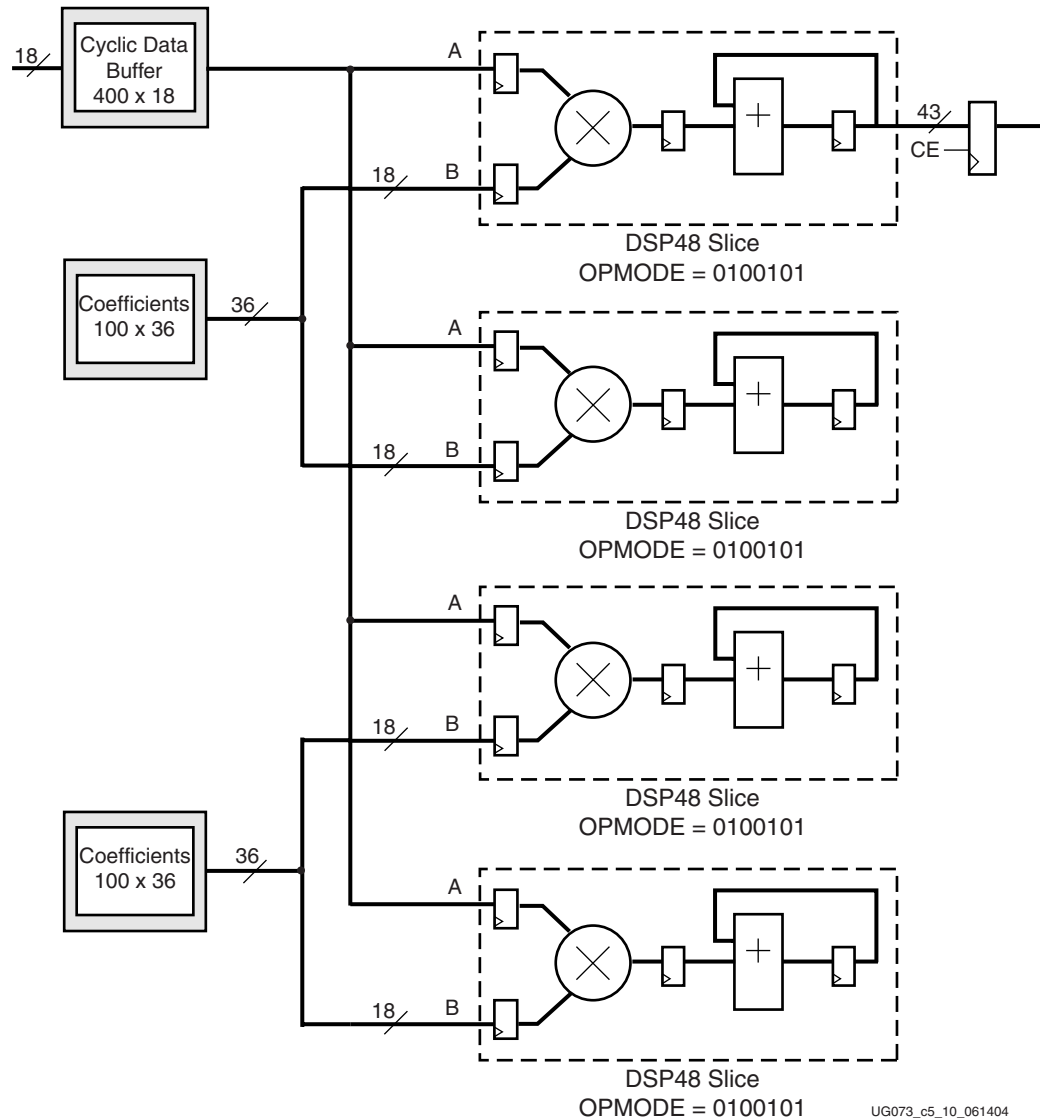 18
Cyclic Data
Buffer
400 x 18
A
18
B
43
CE
DSP48 Slice
OPMODE = 0100101
Coefficients
100 x 36
36
A
18
B
DSP48 Slice
OPMODE = 0100101
A
18
B
DSP48 Slice
OPMODE = 0100101
Coefficients
100 x 36
36
A
18
B
DSP48 Slice
OPMODE = 0100101
UG073_c5_10_061404